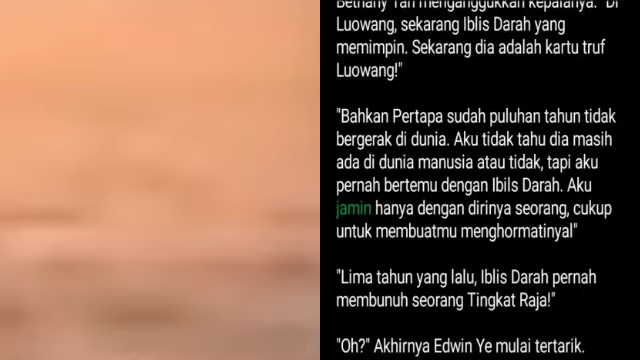 Bethany Tan menganggukkan kepalanya. "Di
Luowang, sekarang Iblis Darah yang
memimpin. Sekarang dia adalah kartu truf
Luowang!"
"Bahkan Pertapa sudah puluhan tahun tidak
bergerak di dunia. Aku tidak tahu dia masih
ada di dunia manusia atau tidak, tapi aku
pernah bertemu dengan Ibils Darah. Aku
jamin hanya dengan dirinya seorang, cukup
untuk membuatmu menghormatinyal"
"Lima tahun yang lalu, Iblis Darah pernah
membunuh seorang Tingkat Raja!"
"Oh?" Akhirnya Edwin Ye mulai tertarik.